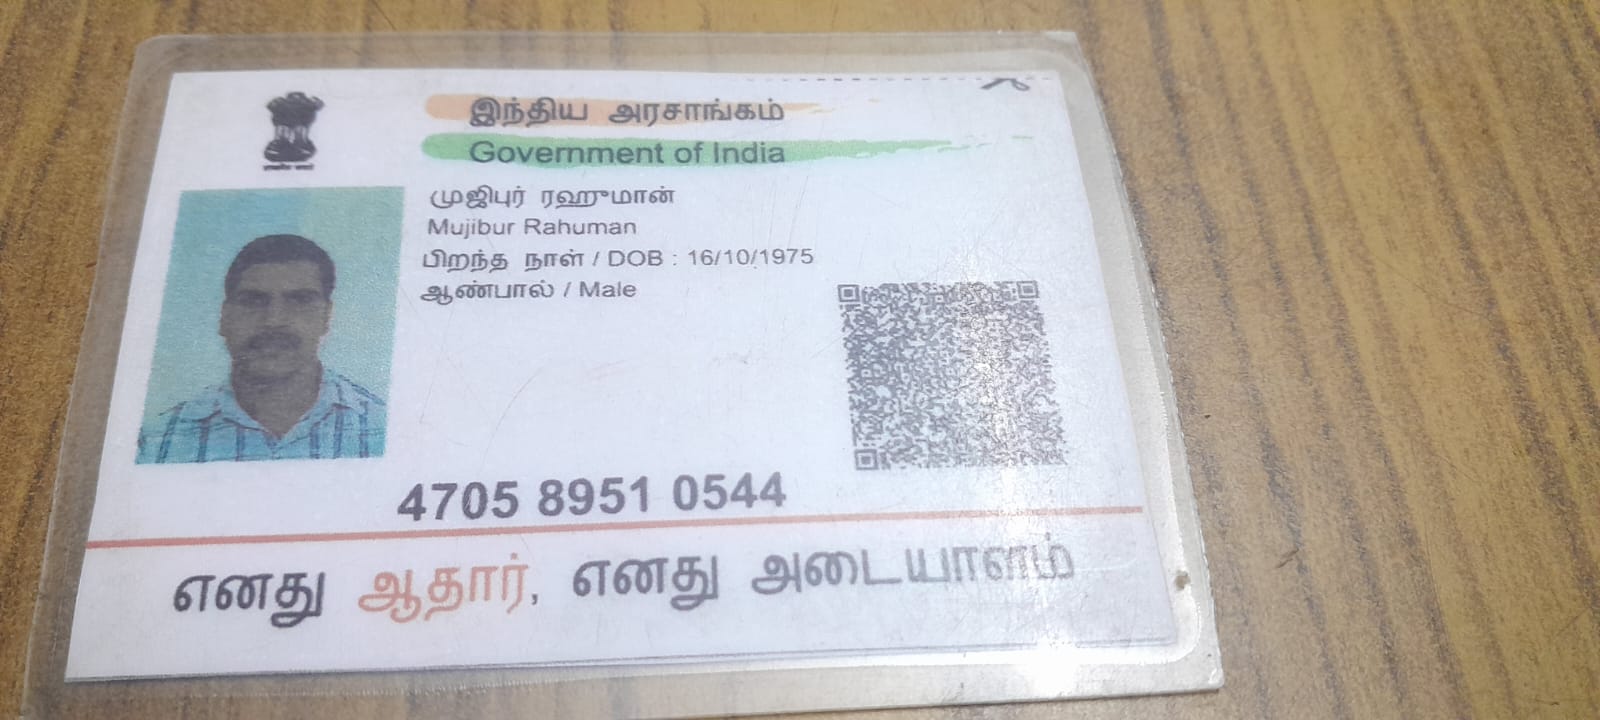 இந்திய அரசாங்கம்
Government of India
முஜிபுர் ரஹுமான்
Mujibur Rahuman
பிறந்த நாள் / DOB : 16/10/1975
ஆண்பால் / Male
4705 8951 0544
எனது ஆதார், எனது அடையாளம்